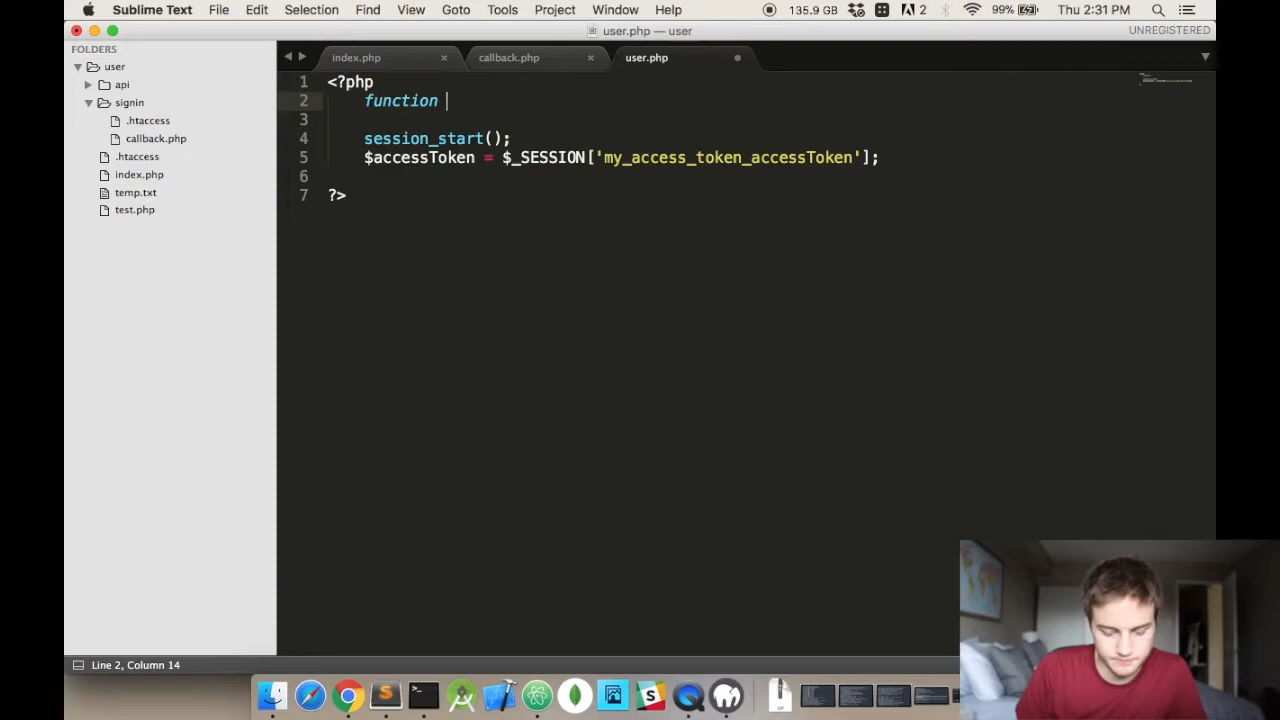 Sublime Text File Edit Selection Find View Goto Tools Project Window Help 135.9 GB 2 99% Thu 2:31 PM
user.php — user UNREGISTERED
FOLDERS
user
api
signin
.htaccess
callback.php
.htaccess
index.php
temp.txt
test.php
index.php × callback.php × user.php
1 <?php
2 function
3
4 session_start();
5 $accessToken = $_SESSION['my_access_token_accessToken'];
6
7 ?>
Line 2, Column 14